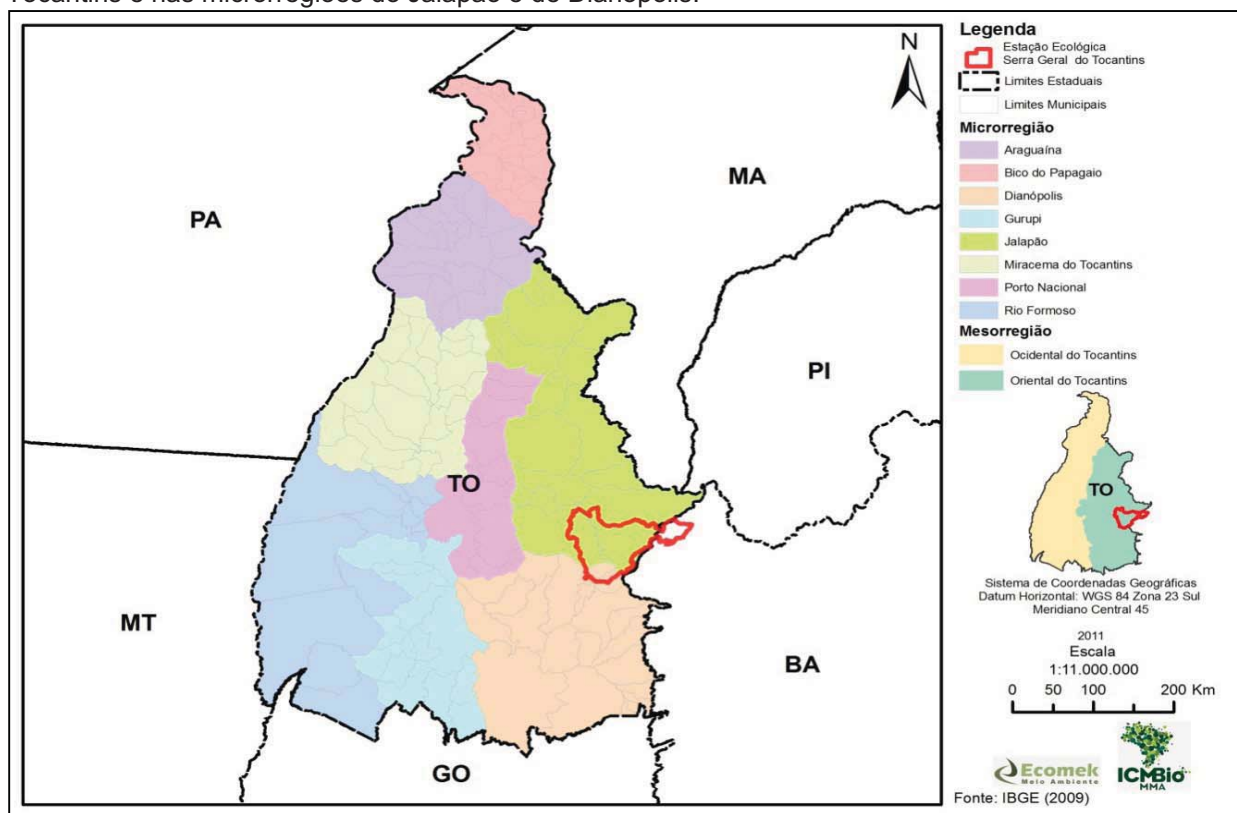 Tocantins e nas microrregiões do Jalapão e de Dianópolis.
N
PA
MA
PI
TO
MT
BA
GO
Legenda
Estação Ecológica
Serra Geral do Tocantins
Limites Estaduais
Limites Municipais
Microrregião
Araguaína
Bico do Papagaio
Dianópolis
Gurupi
Jalapão
Miracema do Tocantins
Porto Nacional
Rio Formoso
Mesorregião
Ocidental do Tocantins
Oriental do Tocantins
TO
Sistema de Coordenadas Geográficas
Datum Horizontal: WGS 84 Zona 23 Sul
Meridiano Central 45
2011
Escala
1:11.000.000
0 50 100 200 Km
Ecomek
Meio Ambiente
ICMBio
MMA
Fonte: IBGE (2009)